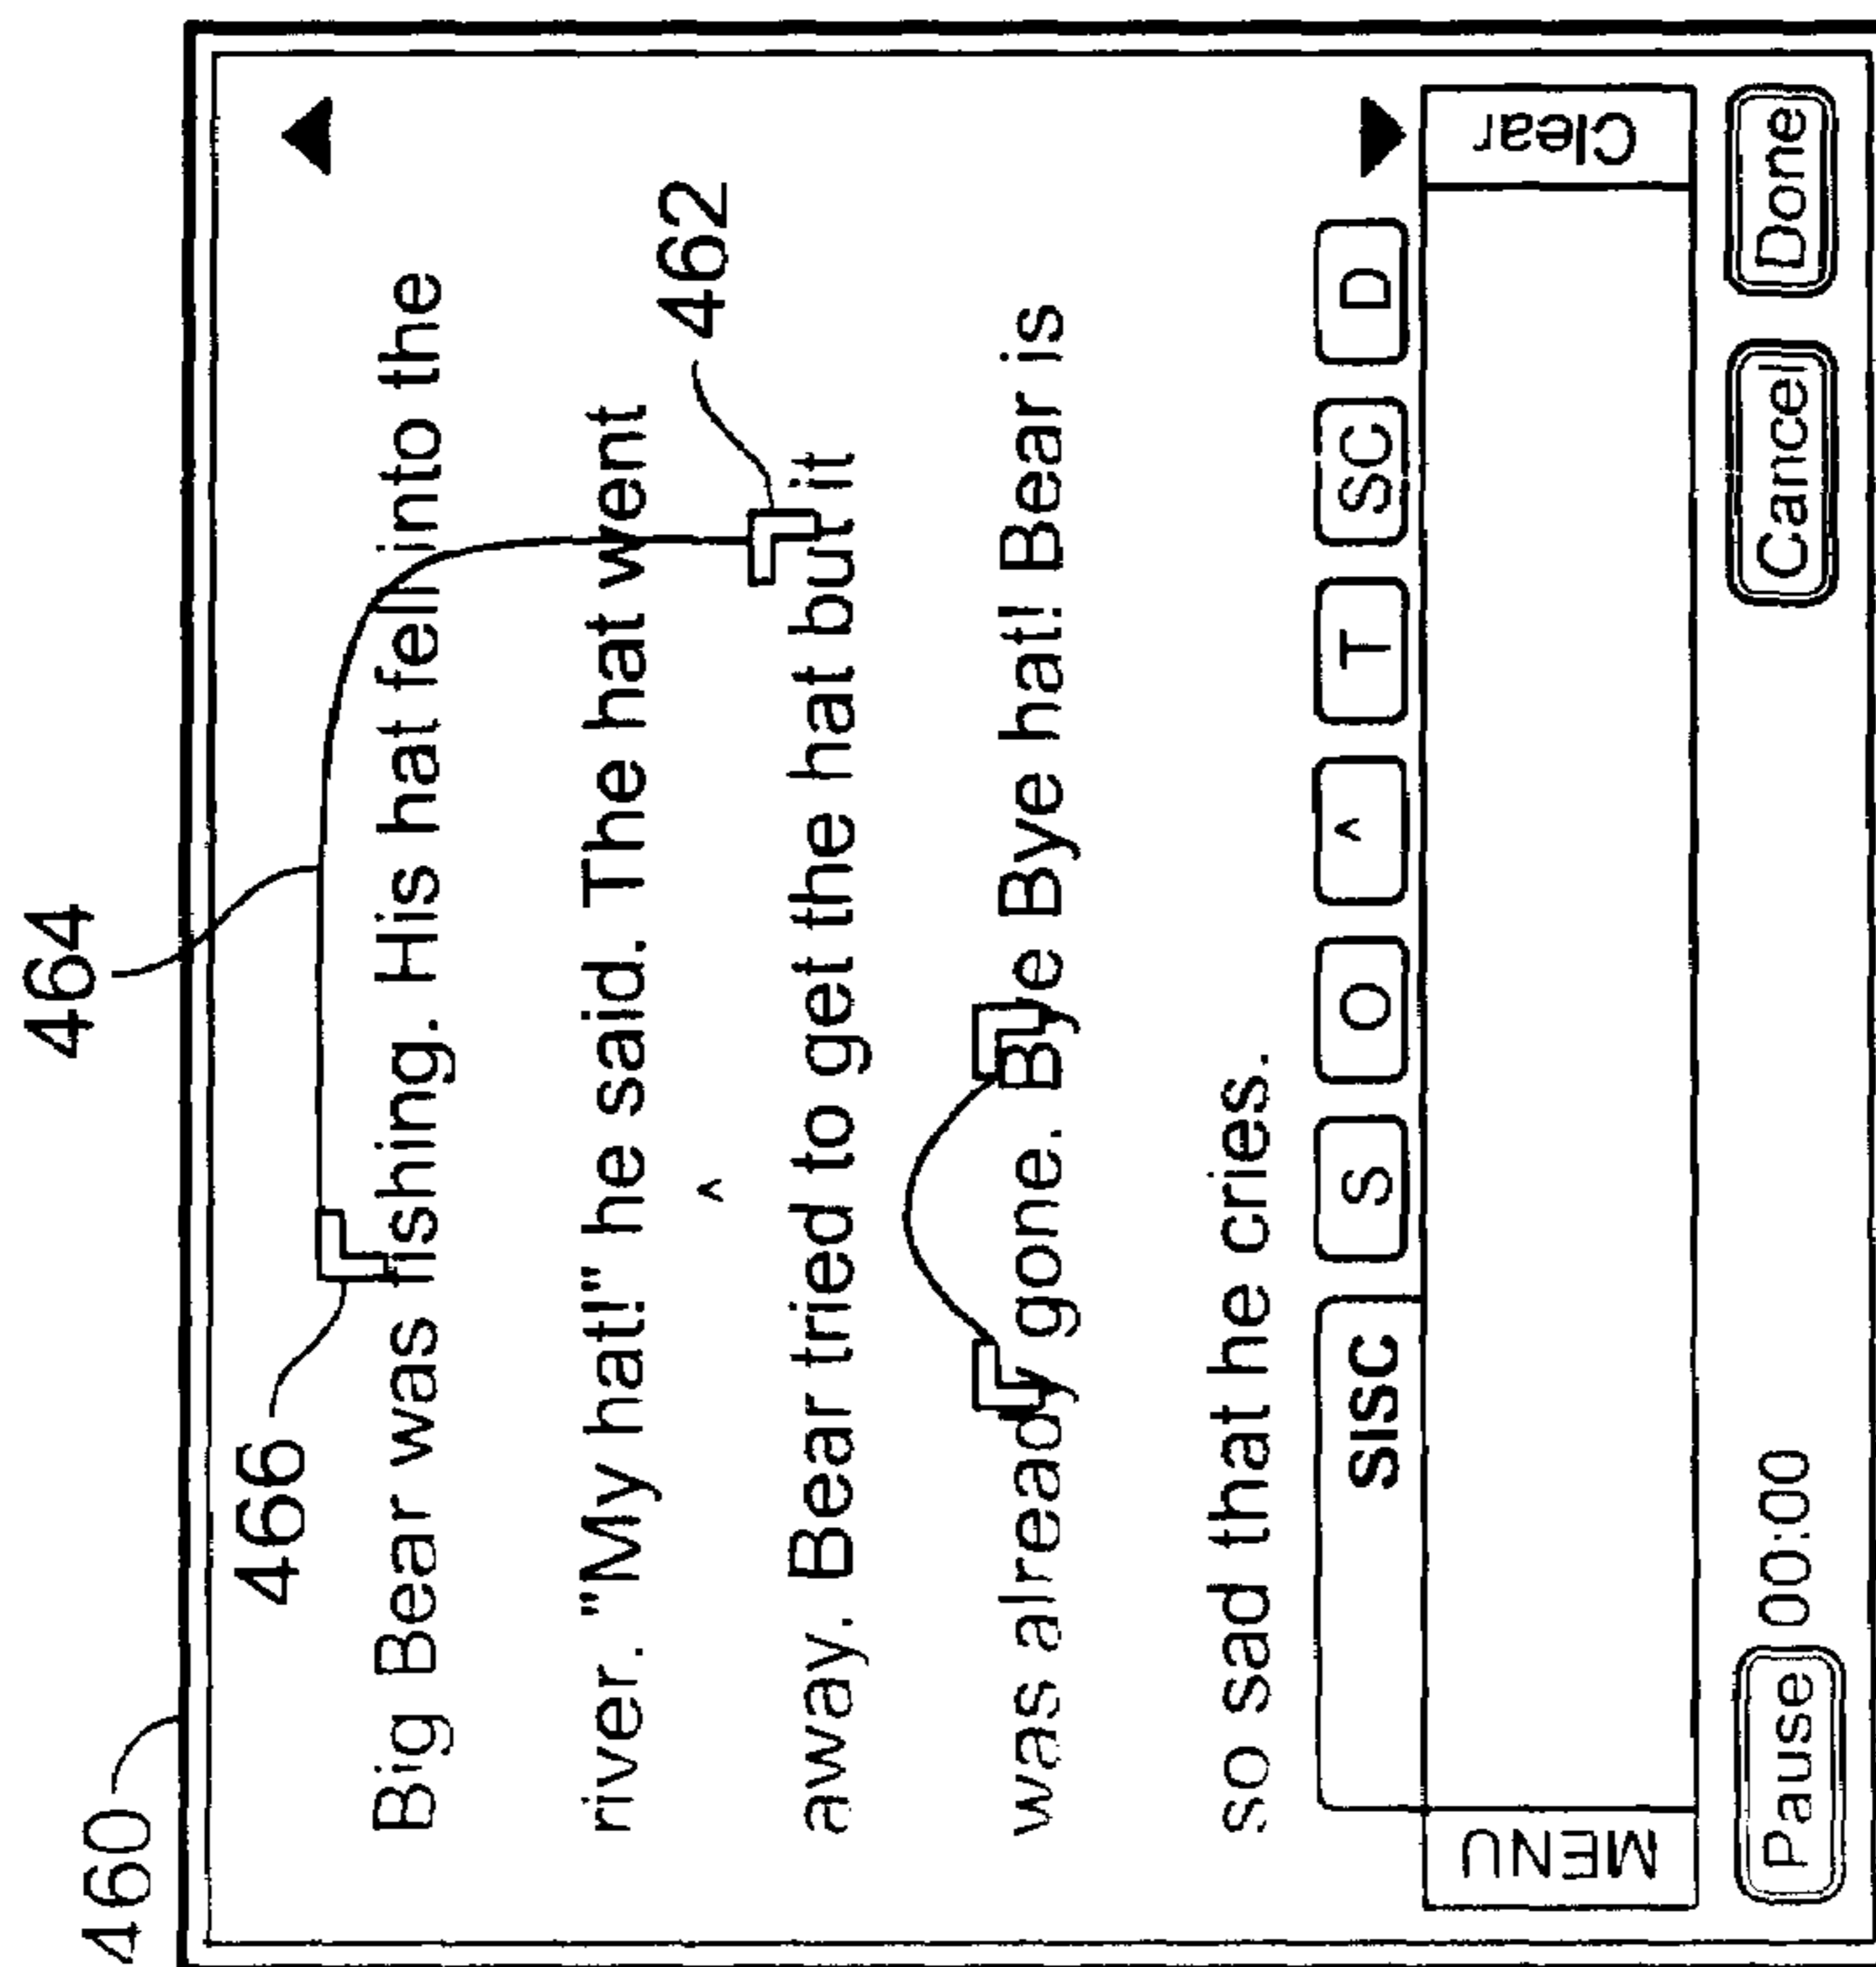 464
460
466
462
Big Bear was fishing. His hat fell into the
river. "My hat!" he said. The hat went
^
away. Bear tried to get the hat but it
was already gone. Bye Bye hat! Bear is
so sad that he cries.
SISC S O ^ T SC D
MENU Clear
Pause 00:00 Cancel Done